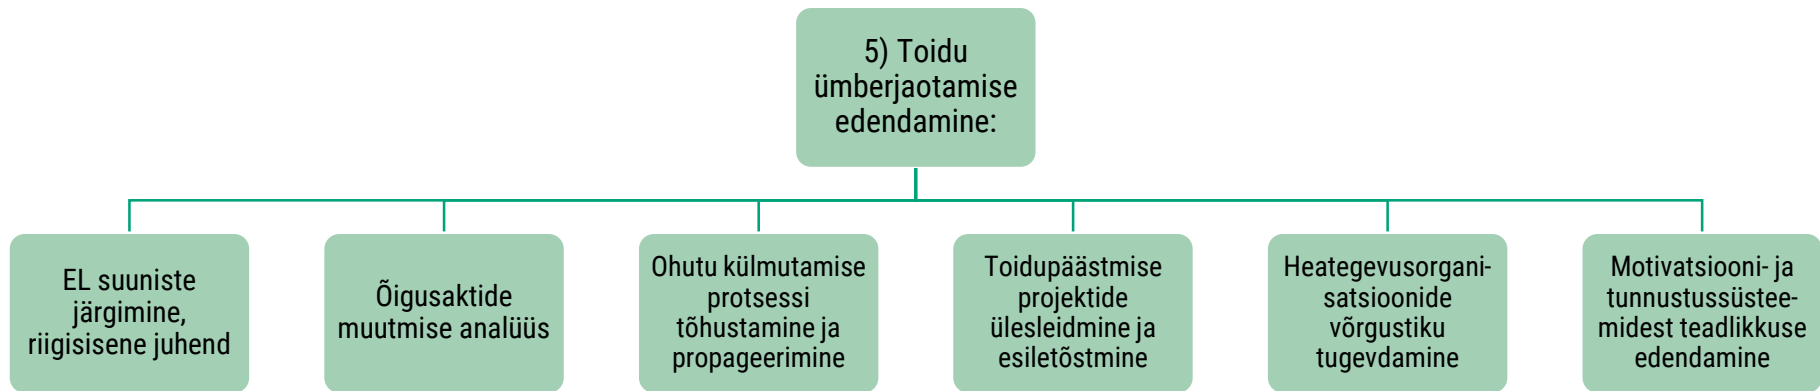 5) Toidu
ümberjaotamise
edendamine:
EL suuniste
järgimine,
riigisisene juhend
Õigusaktide
muutmise analüüs
Ohutu külmutamise
protsessi
tõhustamine ja
propageerimine
Toidupäästmise
projektide
ülesleidmine ja
esiletõstmine
Heategevusorgani-
satsioonide
võrgustiku
tugevdamine
Motivatsiooni- ja
tunnustussüstee-
midest teadlikkuse
edendamine